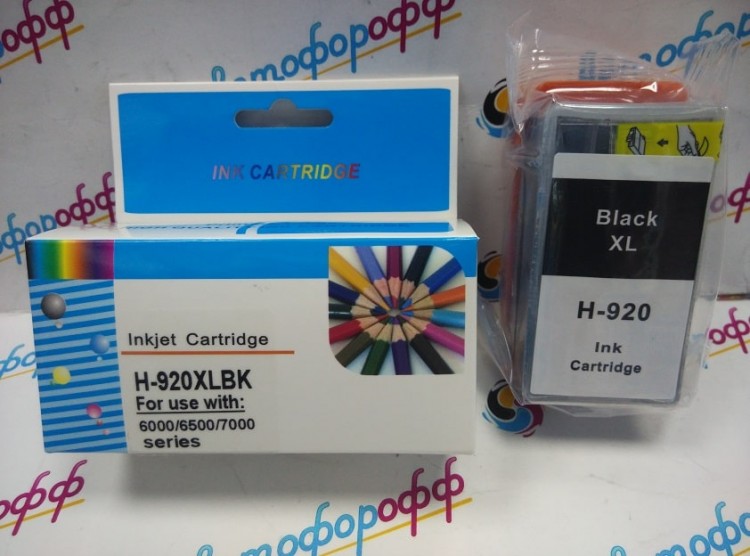 INK CARTRIDGE
Inkjet Cartridge
H-920XLBK
For use with:
6000/6500/7000
series
Black
XL
H-920
Ink
Cartridge